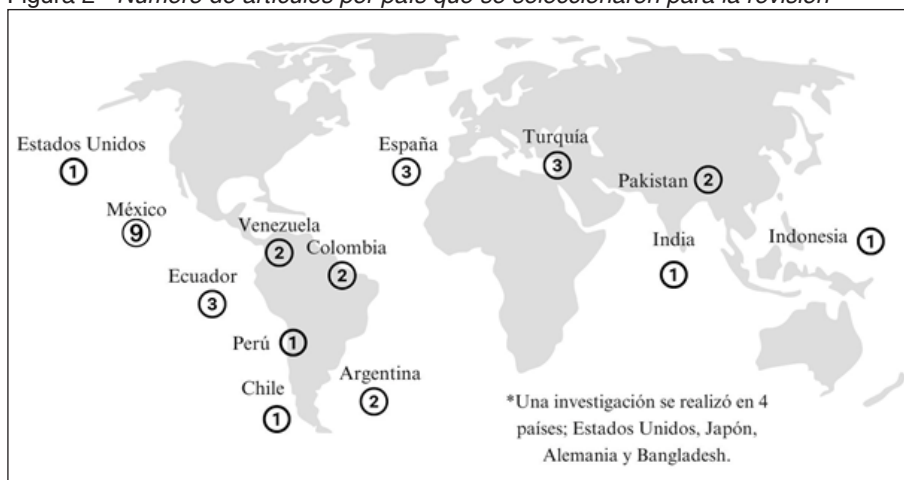 Figura 2 - Número de artículos por país que se seleccionaron para la revisión
Estados Unidos
1
España
3
Turquía
3
Pakistan 2
México
9
Venezuela
2
Colombia
2
India
1
Indonesia 1
Ecuador
3
Perú 1
Chile
1
Argentina
2
*Una investigación se realizó en 4
países; Estados Unidos, Japón,
Alemania y Bangladesh.